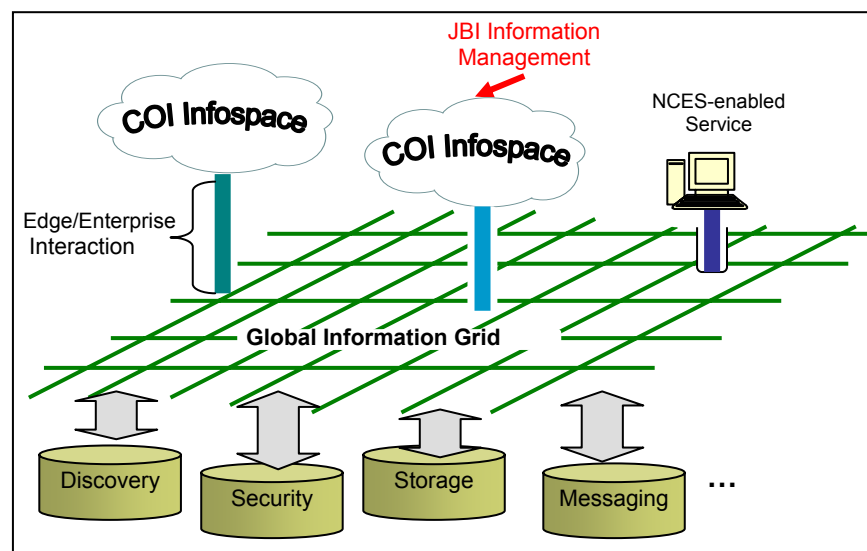 JBI Information
Management
COI Infospace
COI Infospace
NCES-enabled
Service
Edge/Enterprise
Interaction
Global Information Grid
Discovery
Security
Storage
Messaging
...